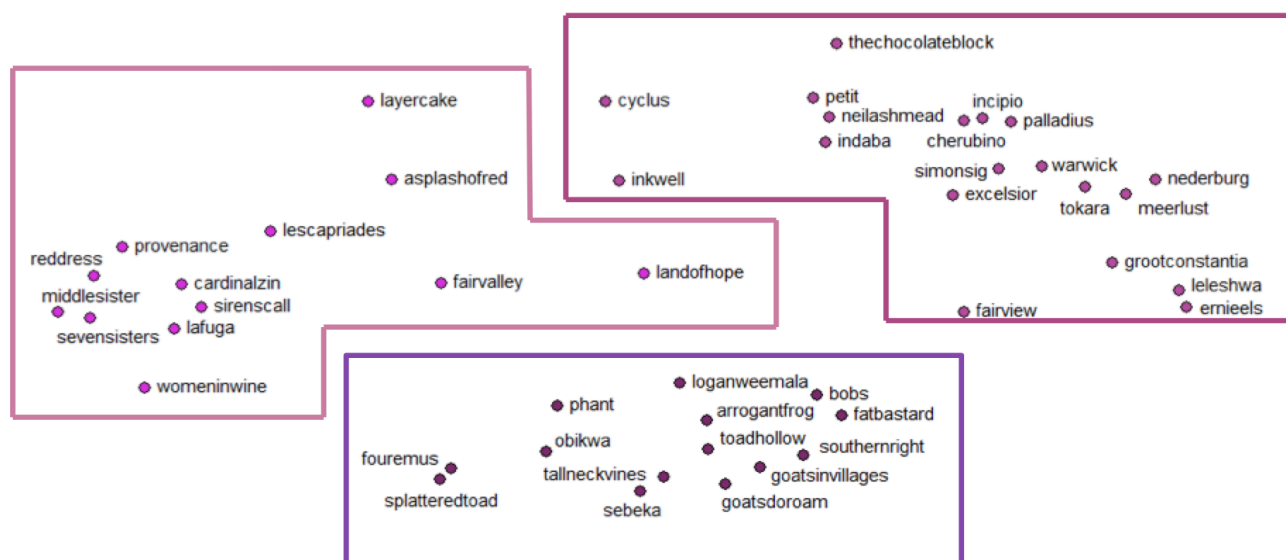 thechocolateblock
layercake
cyclus
petit
incipio
neilashmead
palladius
indaba
cherubino
simonsig
warwick
asplashofred
inkwell
nederburg
excelsior
tokara
meerlust
lescapriades
provenance
reddress
grootconstantia
landofhope
cardinalzin
fairvalley
leleshwa
middlesister
sirenscall
ernieels
fairview
lafuga
sevensisters
womeninwine
loganweemala
bobs
phant
arrogantfrog
fatbastard
obikwa
toadhollow
southernright
fouremus
tallneckvines
goatsinvillages
splatteredtoad
sebeka
goatsdoroam